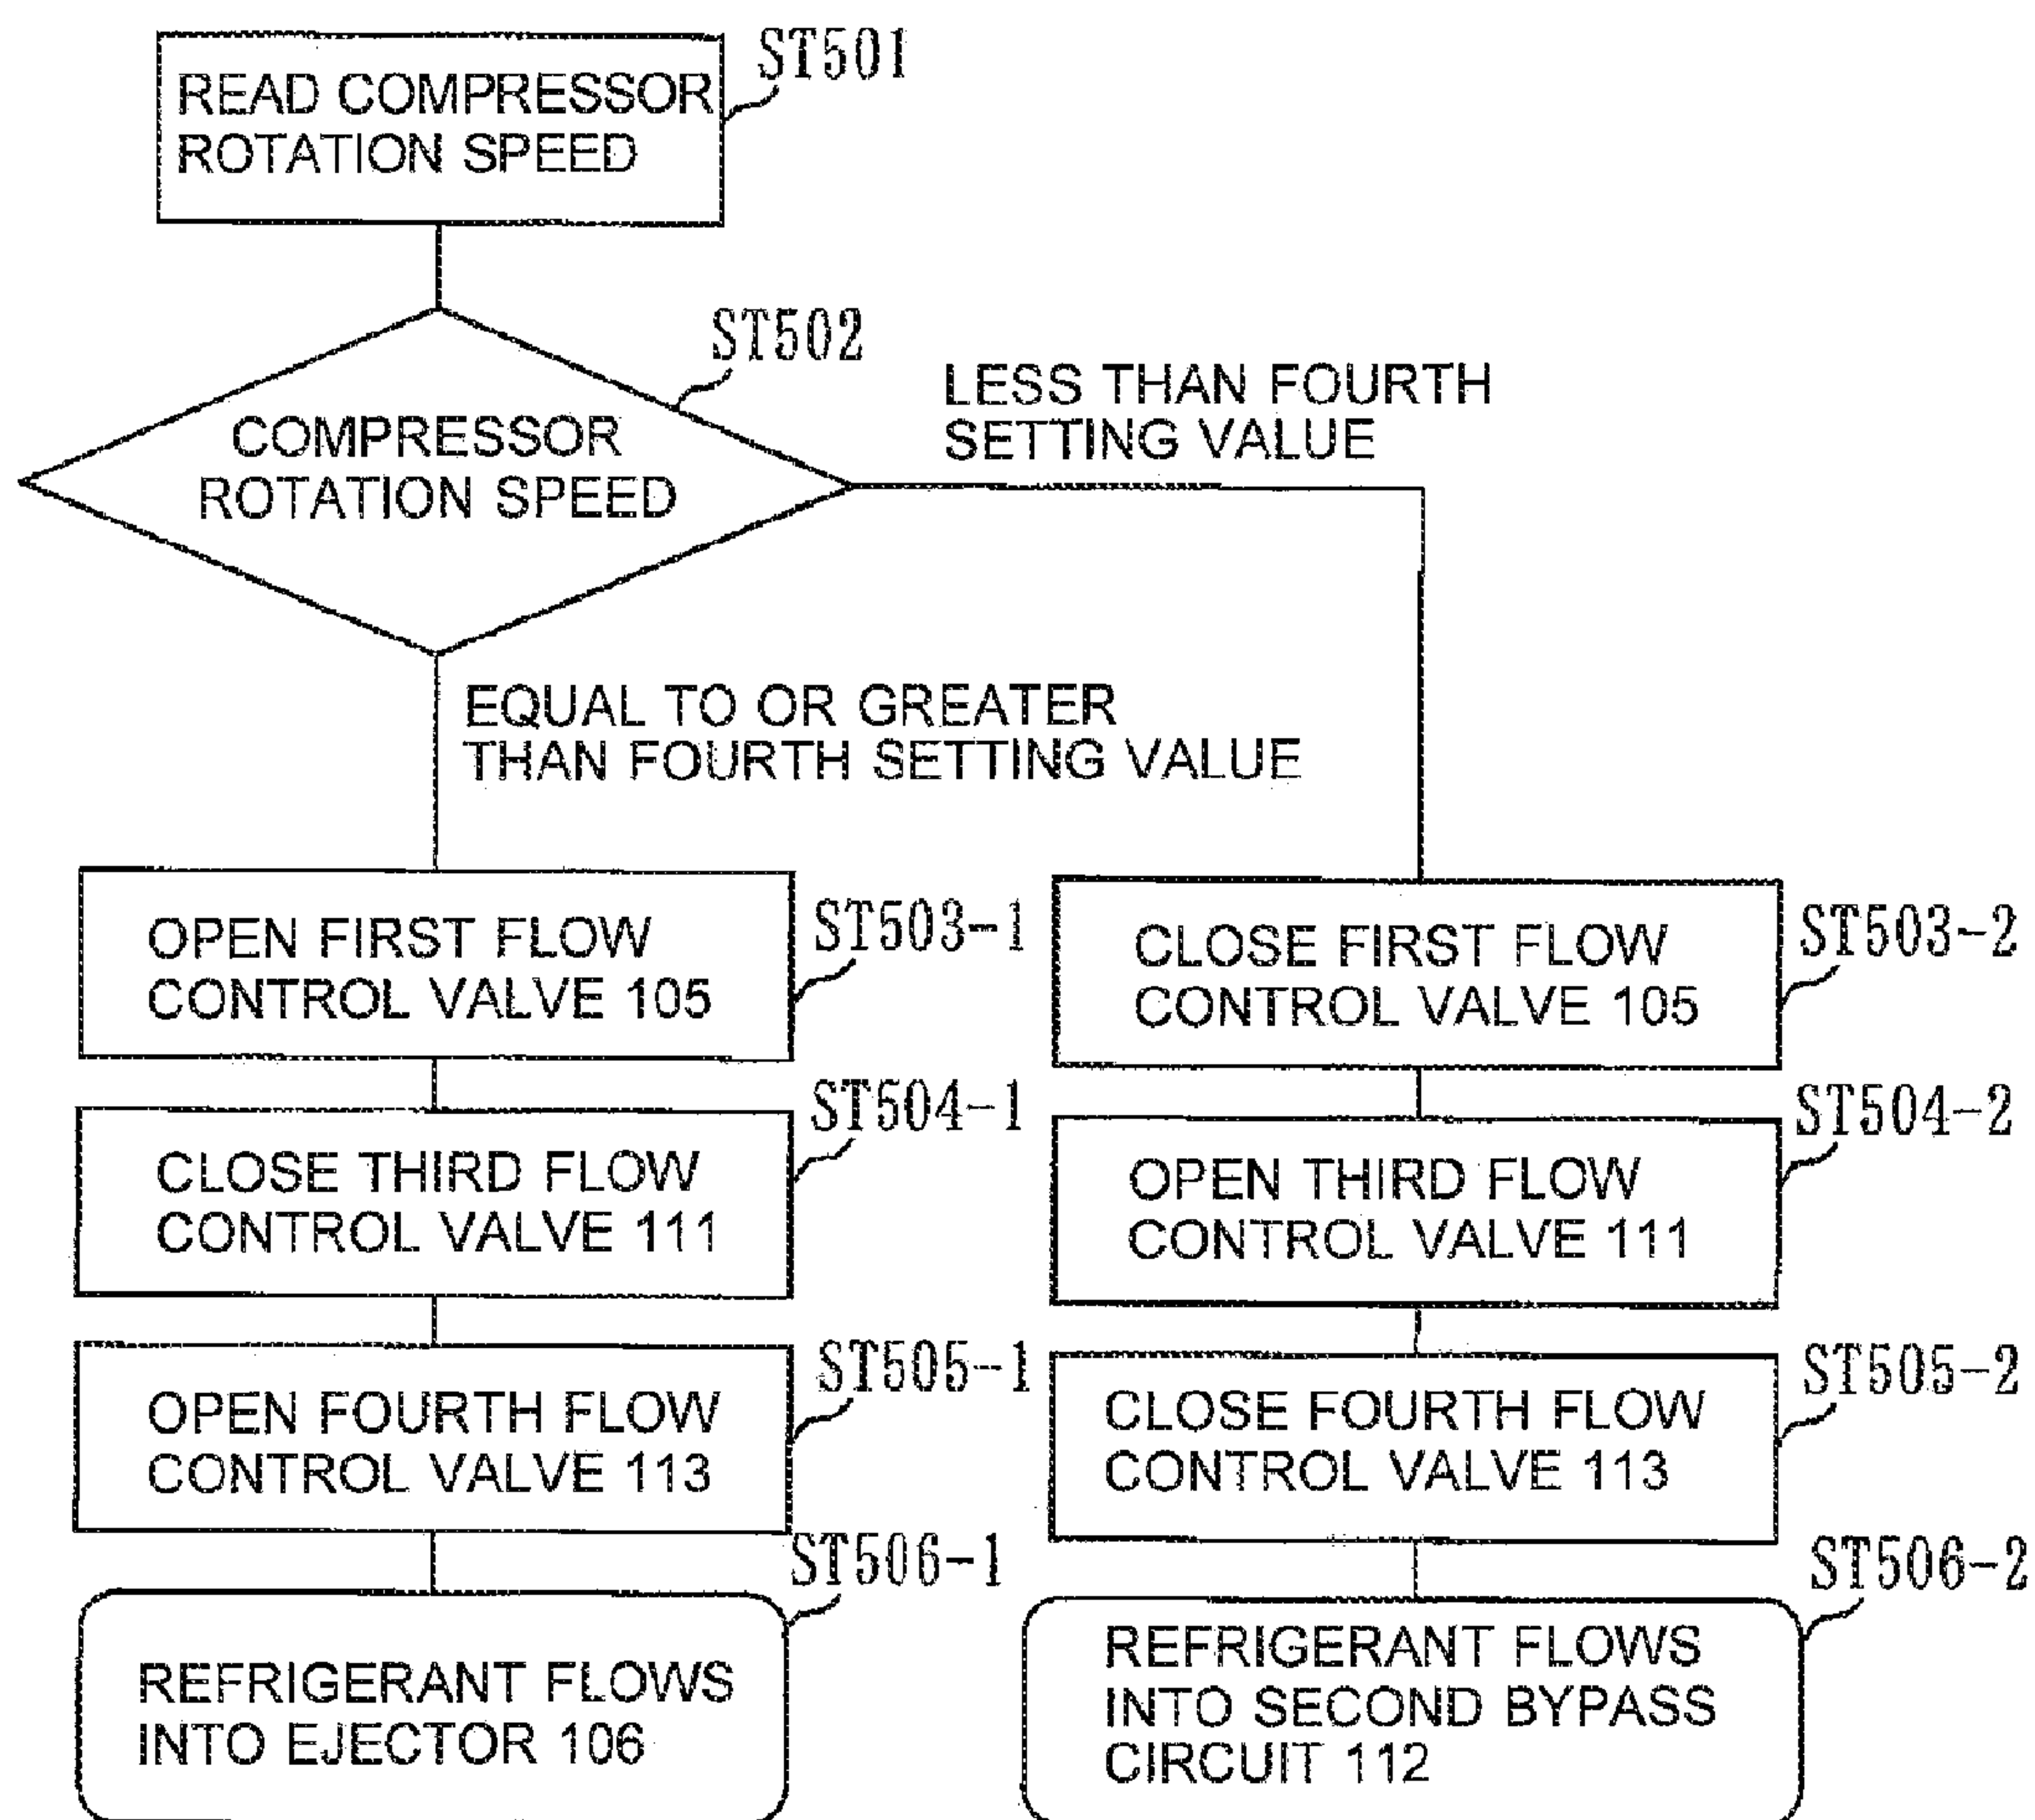 READ COMPRESSOR
ROTATION SPEED
ST501
COMPRESSOR
ROTATION SPEED
ST502
LESS THAN FOURTH
SETTING VALUE
EQUAL TO OR GREATER
THAN FOURTH SETTING VALUE
OPEN FIRST FLOW
CONTROL VALVE 105
ST503-1
CLOSE THIRD FLOW
CONTROL VALVE 111
ST504-1
OPEN FOURTH FLOW
CONTROL VALVE 113
ST505-1
REFRIGERANT FLOWS
INTO EJECTOR 106
ST506-1
CLOSE FIRST FLOW
CONTROL VALVE 105
ST503-2
OPEN THIRD FLOW
CONTROL VALVE 111
ST504-2
CLOSE FOURTH FLOW
CONTROL VALVE 113
ST505-2
REFRIGERANT FLOWS
INTO SECOND BYPASS
CIRCUIT 112
ST506-2